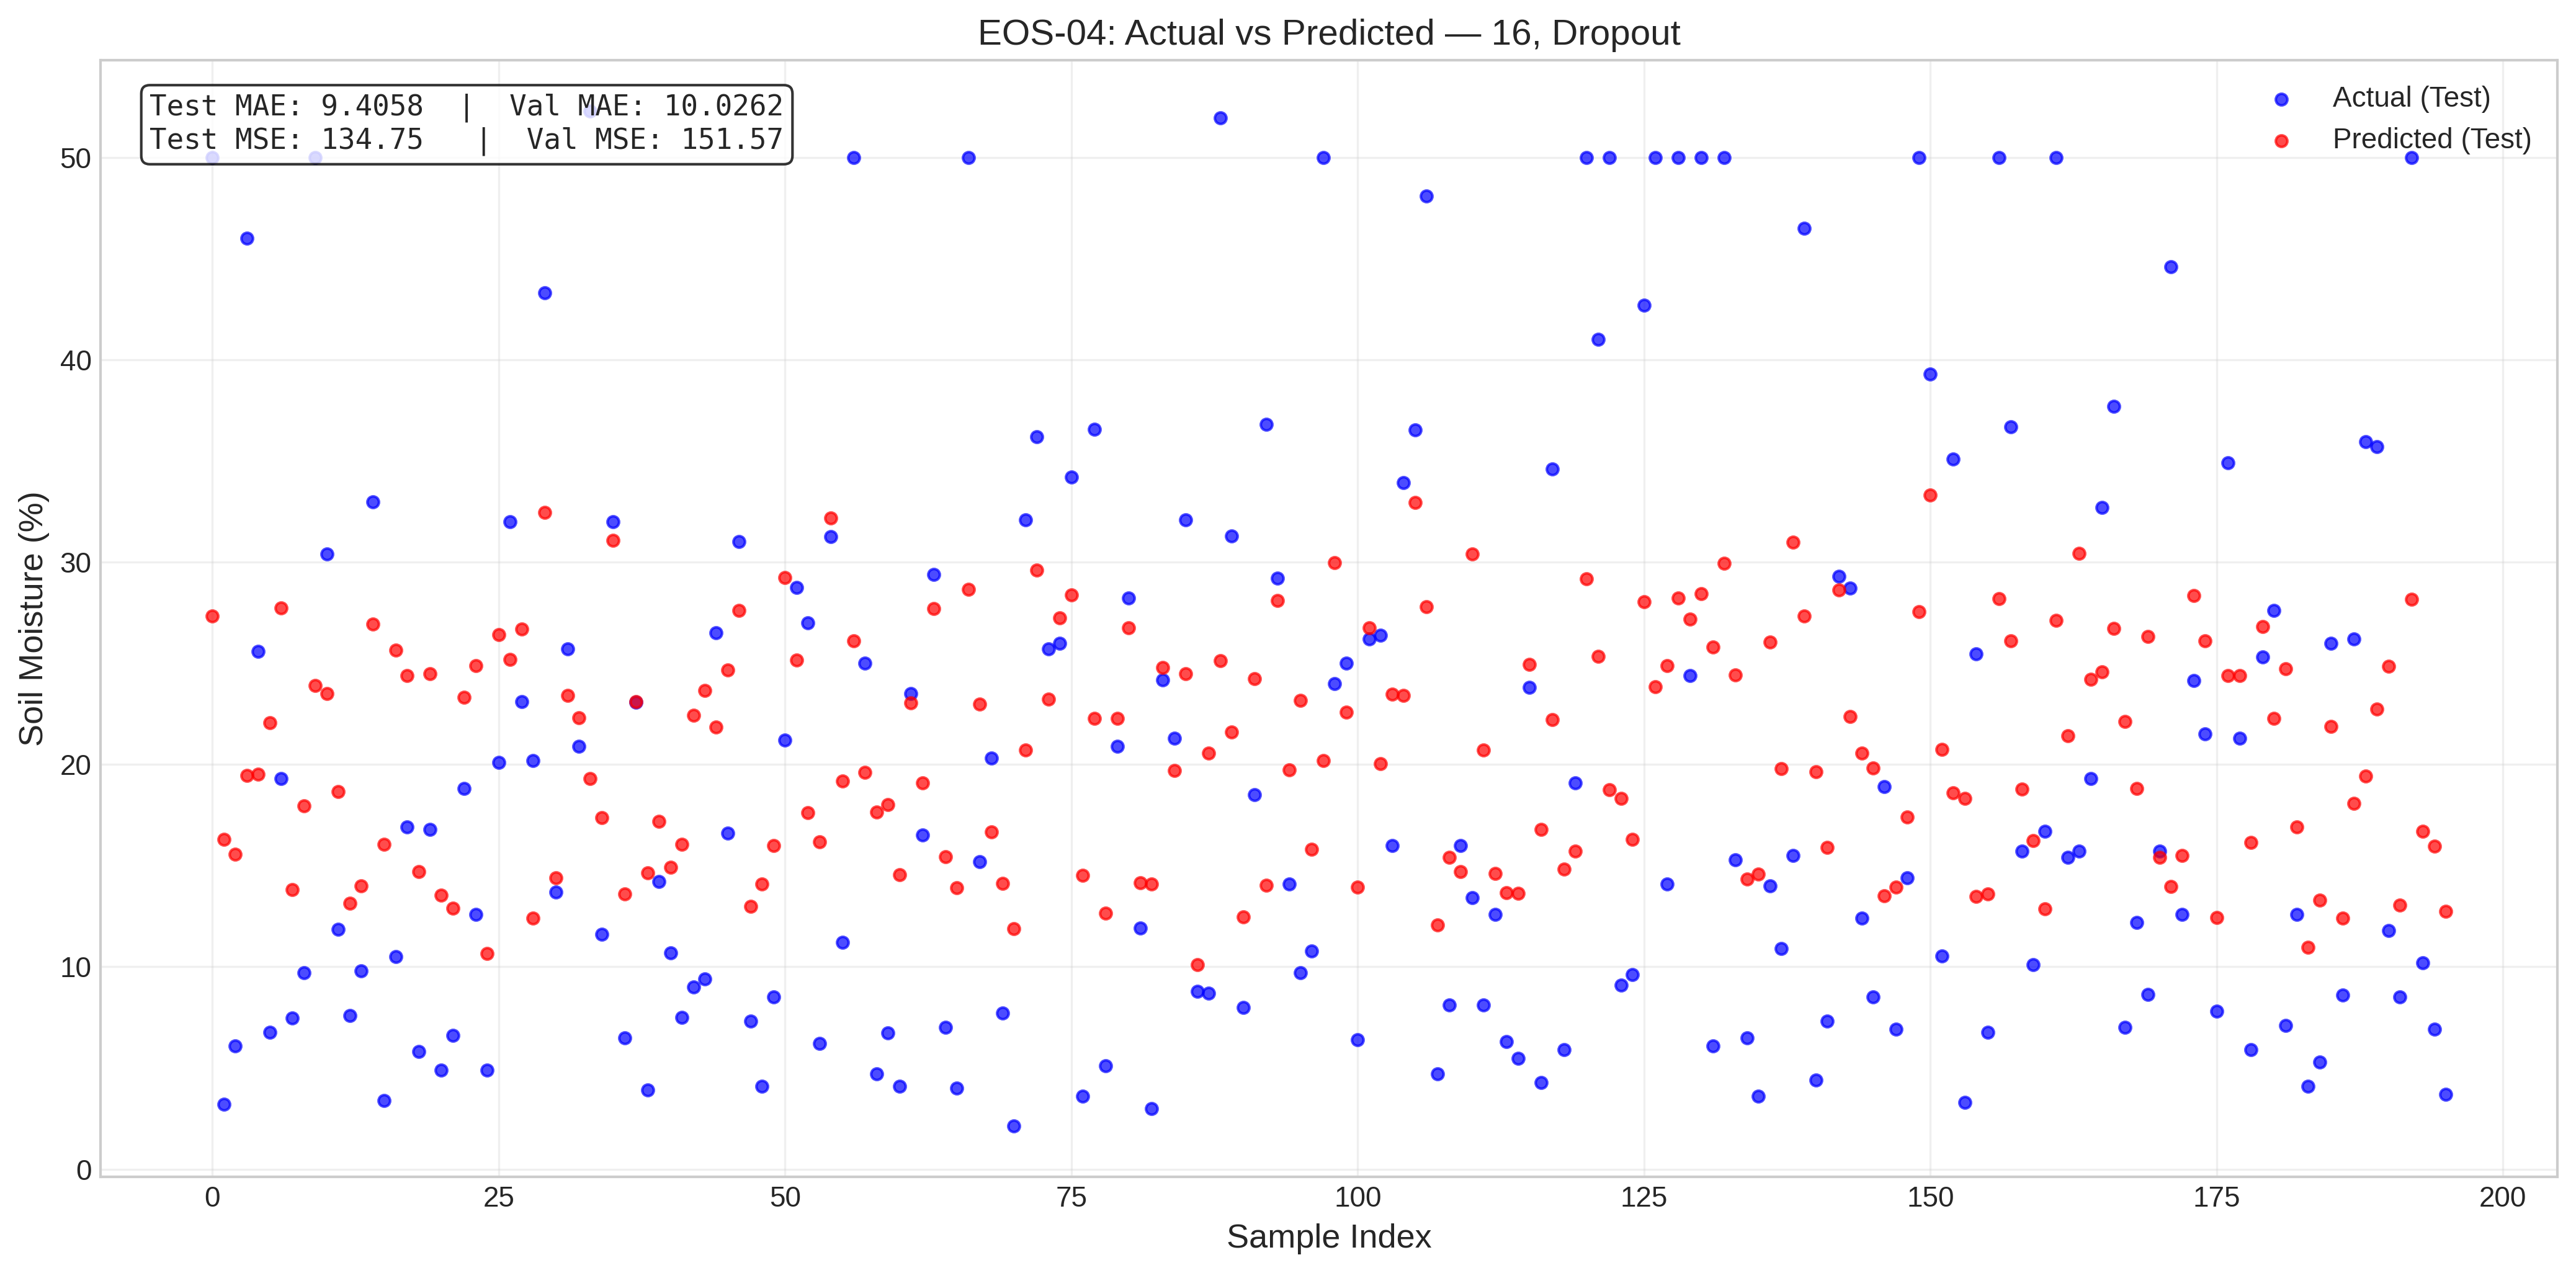 EOS-04: Actual vs Predicted — 16, Dropout
Test MAE: 9.4058  |  Val MAE: 10.0262
Test MSE: 134.75   |  Val MSE: 151.57
Actual (Test)
Predicted (Test)
Soil Moisture (%)
50
40
30
20
10
0
0 25 50 75 100 125 150 175 200
Sample Index